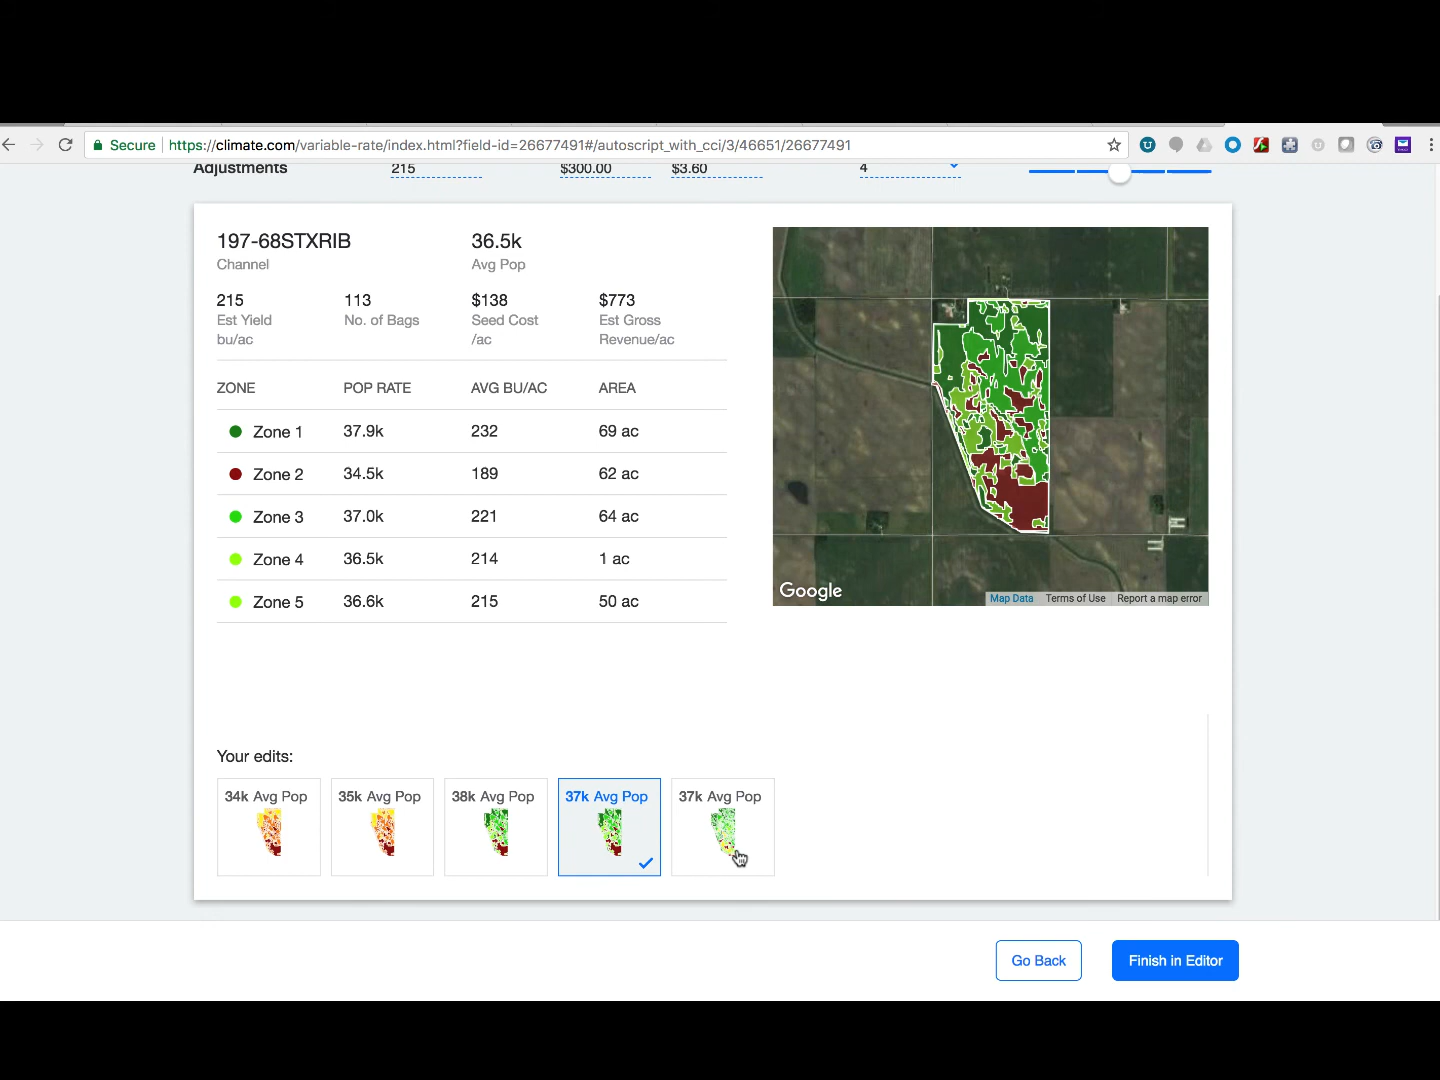 Secure https://climate.com/variable-rate/index.html?field-id=26677491#/autoscript_with_cci/3/46651/26677491
Adjustments 215 $300.00 $3.60 4
197-68STXRIB 36.5k
Channel Avg Pop
215 113 $138 $773
Est Yield No. of Bags Seed Cost Est Gross
bu/ac /ac Revenue/ac
ZONE POP RATE AVG BU/AC AREA
Zone 1 37.9k 232 69 ac
Zone 2 34.5k 189 62 ac
Zone 3 37.0k 221 64 ac
Zone 4 36.5k 214 1 ac
Zone 5 36.6k 215 50 ac
Google Map Data Terms of Use Report a map error
Your edits:
34k Avg Pop 35k Avg Pop 38k Avg Pop 37k Avg Pop 37k Avg Pop
Go Back Finish in Editor